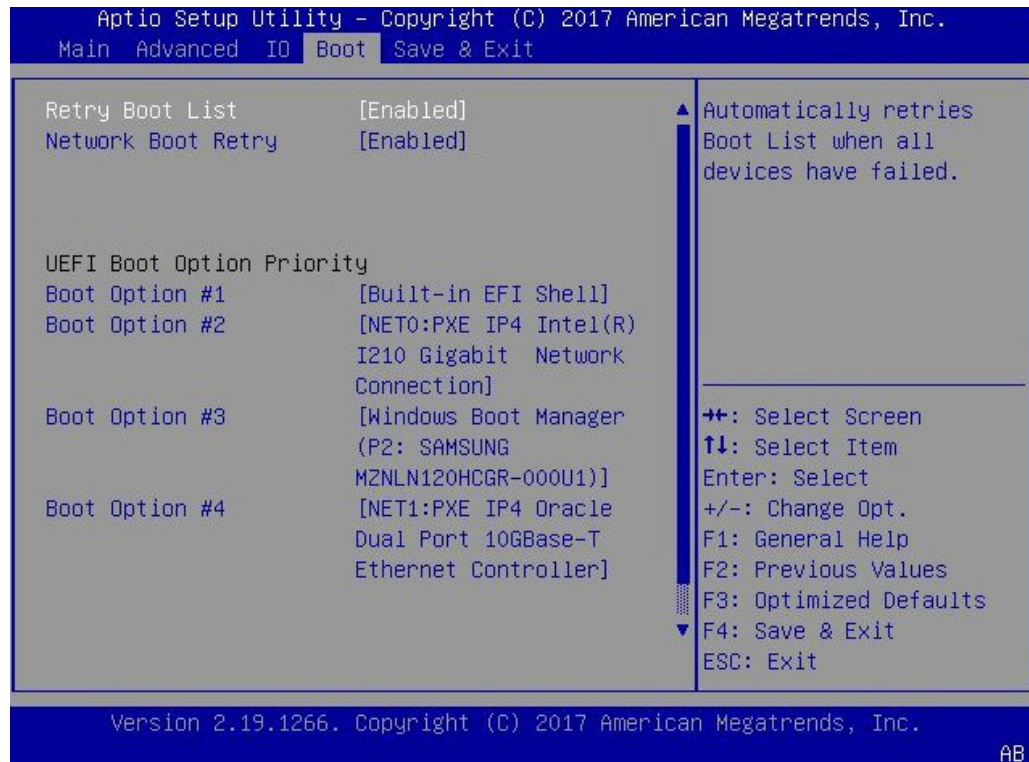 Aptio Setup Utility – Copyright (C) 2017 American Megatrends, Inc.
Main Advanced IO Boot Save & Exit
Retry Boot List [Enabled]
Network Boot Retry [Enabled]
UEFI Boot Option Priority
Boot Option #1 [Built-in EFI Shell]
Boot Option #2 [NET0:PXE IP4 Intel(R)
I210 Gigabit Network
Connection]
Boot Option #3 [Windows Boot Manager
(P2: SAMSUNG
MZNLN120HCGR-000U1)]
Boot Option #4 [NET1:PXE IP4 Oracle
Dual Port 10GBase-T
Ethernet Controller]
Automatically retries
Boot List when all
devices have failed.
→←: Select Screen
↑↓: Select Item
Enter: Select
+/-: Change Opt.
F1: General Help
F2: Previous Values
F3: Optimized Defaults
F4: Save & Exit
ESC: Exit
Version 2.19.1266. Copyright (C) 2017 American Megatrends, Inc.
AB